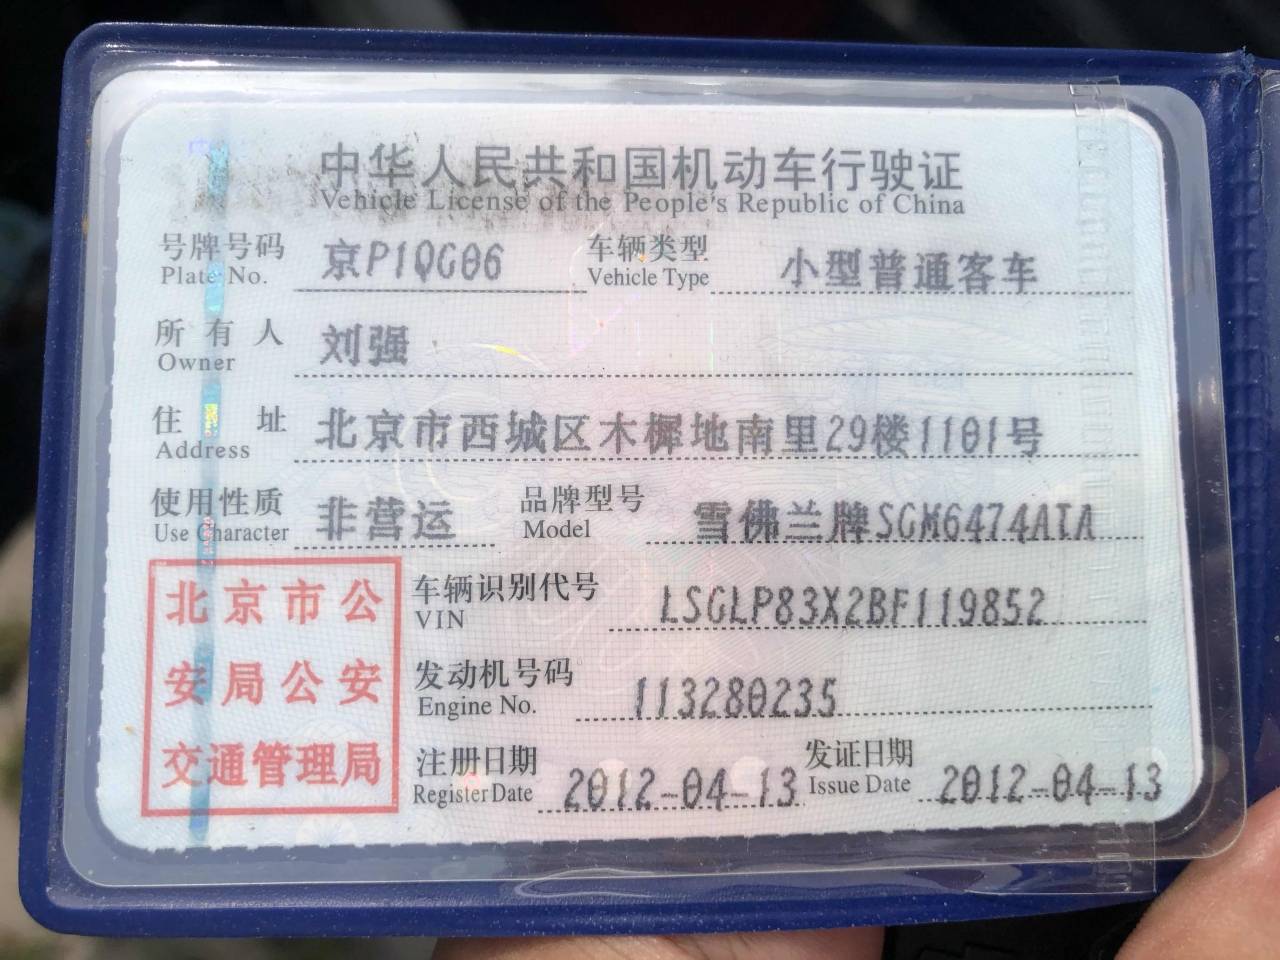 中华人民共和国机动车行驶证
Vehicle License of the People's Republic of China
号牌号码 京P1QG06 车辆类型 小型普通客车
Plate No. Vehicle Type
所有人 刘强
Owner
住址 北京市西城区木樨地南里29楼1101号
Address
使用性质 非营运 品牌型号 雪佛兰牌SGM6474ATA
Use Character Model
车辆识别代号 LSGLP83X2BF119852
VIN
发动机号码 113280235
Engine No.
注册日期 2012-04-13 发证日期 2012-04-13
Register Date Issue Date
北京市公
安局公安
交通管理局